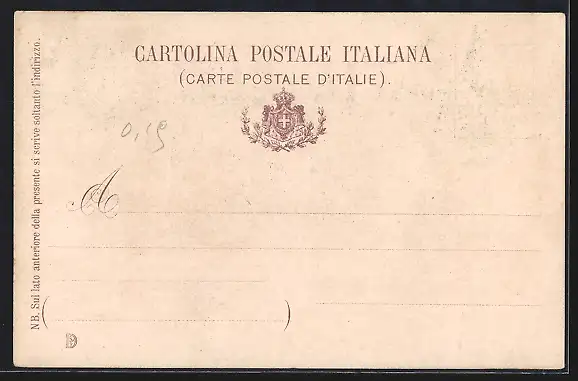 CARTOLINA POSTALE ITALIANA
(CARTE POSTALE D'ITALIE).
0,15
A
( )
NB. Sul lato anteriore della presente si scrive soltanto l'indirizzo.